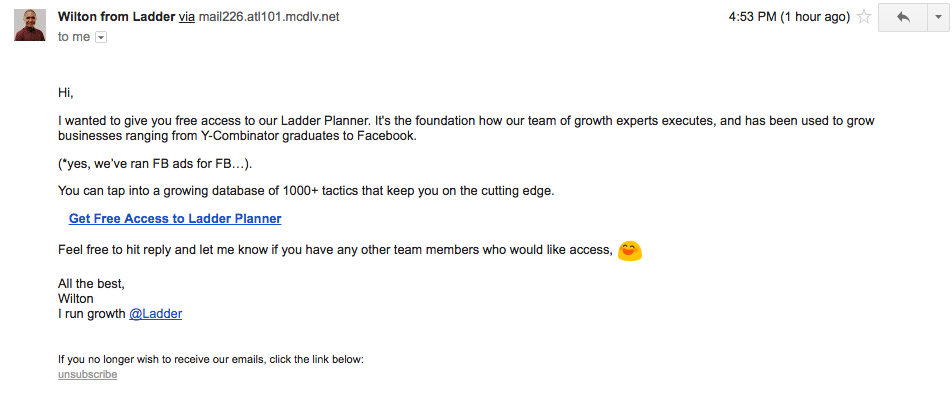 Wilton from Ladder via mail226.atl101.mcdlv.net 4:53 PM (1 hour ago)
to me
Hi,
I wanted to give you free access to our Ladder Planner. It's the foundation how our team of growth experts executes, and has been used to grow
businesses ranging from Y-Combinator graduates to Facebook.
(*yes, we've ran FB ads for FB…).
You can tap into a growing database of 1000+ tactics that keep you on the cutting edge.
Get Free Access to Ladder Planner
Feel free to hit reply and let me know if you have any other team members who would like access,
All the best,
Wilton
I run growth @Ladder
If you no longer wish to receive our emails, click the link below:
unsubscribe